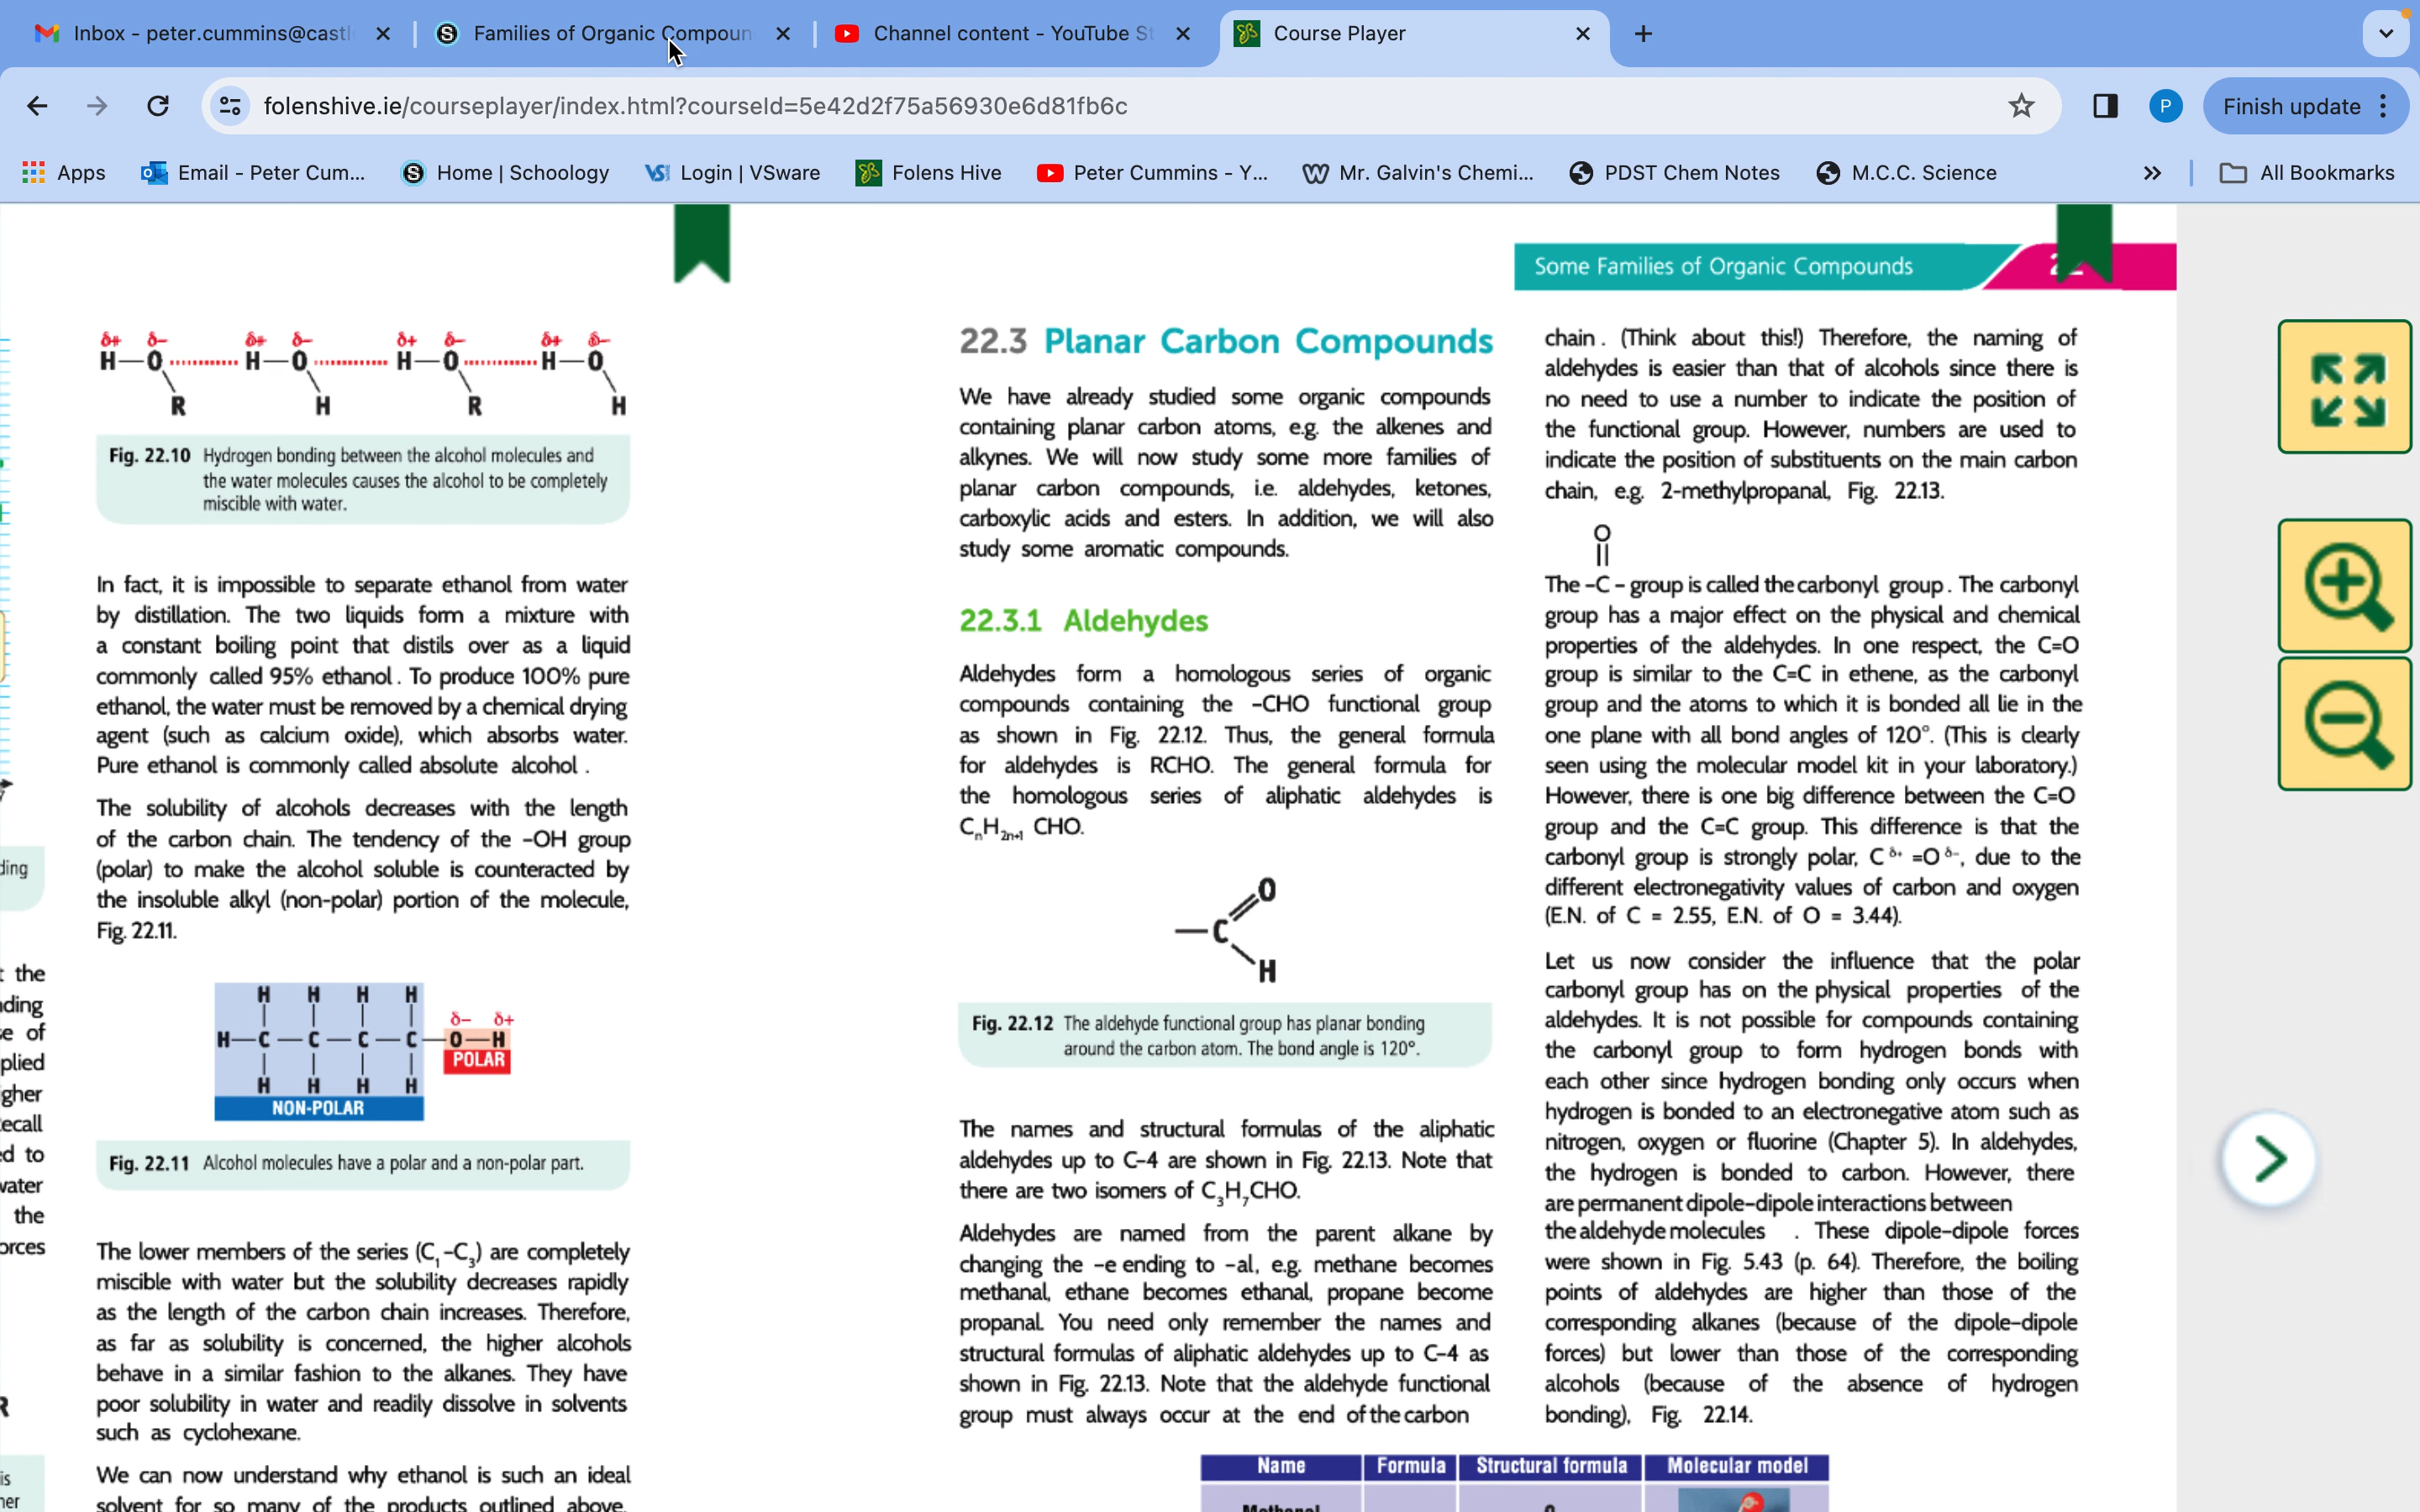 Inbox - peter.cummins@castl
Families of Organic Compoun
Channel content - YouTube St
Course Player
folenshive.ie/courseplayer/index.html?courseId=5e42d2f75a56930e6d81fb6c
P
Finish update
Apps
Email - Peter Cum...
Home | Schoology
Login | VSware
Folens Hive
Peter Cummins - Y...
Mr. Galvin's Chemi...
PDST Chem Notes
M.C.C. Science
All Bookmarks
Some Families of Organic Compounds
δ+ δ− δ+ δ− δ+ δ− δ+ δ−
H—O..........H—O..........H—O..........H—O
R H R H
Fig. 22.10 Hydrogen bonding between the alcohol molecules and
the water molecules causes the alcohol to be completely
miscible with water.
In fact, it is impossible to separate ethanol from water
by distillation. The two liquids form a mixture with
a constant boiling point that distils over as a liquid
commonly called 95% ethanol . To produce 100% pure
ethanol, the water must be removed by a chemical drying
agent (such as calcium oxide), which absorbs water.
Pure ethanol is commonly called absolute alcohol .
The solubility of alcohols decreases with the length
of the carbon chain. The tendency of the –OH group
(polar) to make the alcohol soluble is counteracted by
the insoluble alkyl (non-polar) portion of the molecule,
Fig. 22.11.
H H H H
δ− δ+
H—C — C — C — C —O—H
POLAR
H H H H
NON-POLAR
Fig. 22.11 Alcohol molecules have a polar and a non-polar part.
The lower members of the series (C₁ –C₃) are completely
miscible with water but the solubility decreases rapidly
as the length of the carbon chain increases. Therefore,
as far as solubility is concerned, the higher alcohols
behave in a similar fashion to the alkanes. They have
poor solubility in water and readily dissolve in solvents
such as cyclohexane.
We can now understand why ethanol is such an ideal
solvent for so many of the products outlined above,
ding
the
ding
se of
plied
gher
ecall
ed to
vater
the
orces
R
is
her
22.3 Planar Carbon Compounds
We have already studied some organic compounds
containing planar carbon atoms, e.g. the alkenes and
alkynes. We will now study some more families of
planar carbon compounds, i.e. aldehydes, ketones,
carboxylic acids and esters. In addition, we will also
study some aromatic compounds.
22.3.1 Aldehydes
Aldehydes form a homologous series of organic
compounds containing the –CHO functional group
as shown in Fig. 22.12. Thus, the general formula
for aldehydes is RCHO. The general formula for
the homologous series of aliphatic aldehydes is
CₙH₂ₙ₊₁ CHO.
O
—C
H
Fig. 22.12 The aldehyde functional group has planar bonding
around the carbon atom. The bond angle is 120°.
The names and structural formulas of the aliphatic
aldehydes up to C–4 are shown in Fig. 22.13. Note that
there are two isomers of C₃H₇CHO.
Aldehydes are named from the parent alkane by
changing the –e ending to –al, e.g. methane becomes
methanal, ethane becomes ethanal, propane become
propanal. You need only remember the names and
structural formulas of aliphatic aldehydes up to C–4 as
shown in Fig. 22.13. Note that the aldehyde functional
group must always occur at the end of the carbon
chain . (Think about this!) Therefore, the naming of
aldehydes is easier than that of alcohols since there is
no need to use a number to indicate the position of
the functional group. However, numbers are used to
indicate the position of substituents on the main carbon
chain, e.g. 2-methylpropanal, Fig. 22.13.
O
The –C – group is called the carbonyl group . The carbonyl
group has a major effect on the physical and chemical
properties of the aldehydes. In one respect, the C=O
group is similar to the C=C in ethene, as the carbonyl
group and the atoms to which it is bonded all lie in the
one plane with all bond angles of 120°. (This is clearly
seen using the molecular model kit in your laboratory.)
However, there is one big difference between the C=O
group and the C=C group. This difference is that the
carbonyl group is strongly polar, C δ+ =O δ–, due to the
different electronegativity values of carbon and oxygen
(E.N. of C = 2.55, E.N. of O = 3.44).
Let us now consider the influence that the polar
carbonyl group has on the physical properties of the
aldehydes. It is not possible for compounds containing
the carbonyl group to form hydrogen bonds with
each other since hydrogen bonding only occurs when
hydrogen is bonded to an electronegative atom such as
nitrogen, oxygen or fluorine (Chapter 5). In aldehydes,
the hydrogen is bonded to carbon. However, there
are permanent dipole–dipole interactions between
the aldehyde molecules . These dipole–dipole forces
were shown in Fig. 5.43 (p. 64). Therefore, the boiling
points of aldehydes are higher than those of the
corresponding alkanes (because of the dipole–dipole
forces) but lower than those of the corresponding
alcohols (because of the absence of hydrogen
bonding), Fig. 22.14.
Name Formula Structural formula Molecular model
Methanal O